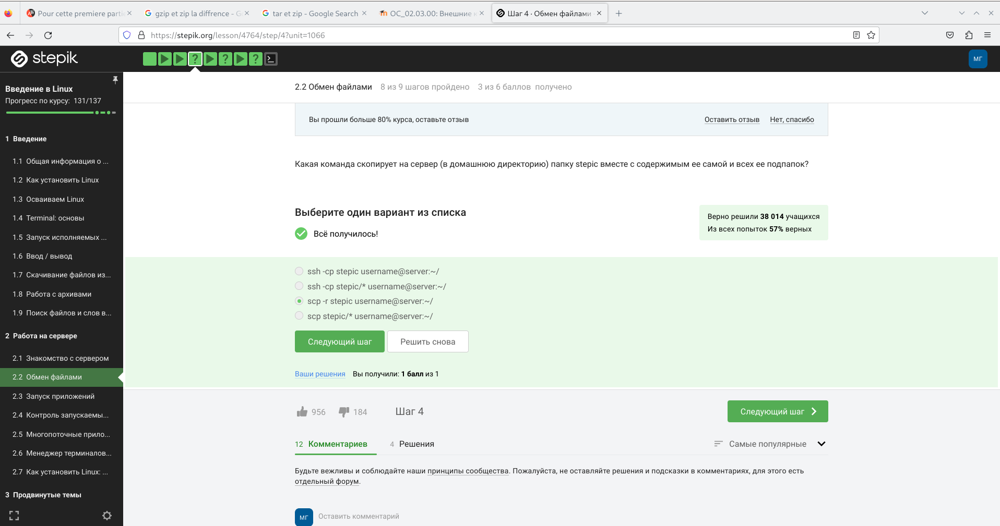 Pour cette premiere parti
gzip et zip la diffrence - G
tar et zip - Google Search
ОС_02.03.00: Внешние к
Шаг 4 · Обмен файлами
https://stepik.org/lesson/4764/step/4?unit=1066
stepik
МГ
Введение в Linux
Прогресс по курсу: 131/137
1 Введение
1.1 Общая информация о ...
1.2 Как установить Linux
1.3 Осваиваем Linux
1.4 Terminal: основы
1.5 Запуск исполняемых ...
1.6 Ввод / вывод
1.7 Скачивание файлов из...
1.8 Работа с архивами
1.9 Поиск файлов и слов в...
2 Работа на сервере
2.1 Знакомство с сервером
2.2 Обмен файлами
2.3 Запуск приложений
2.4 Контроль запускаемы...
2.5 Многопоточные прило...
2.6 Менеджер терминалов...
2.7 Как установить Linux: ...
3 Продвинутые темы
2.2 Обмен файлами 8 из 9 шагов пройдено 3 из 6 баллов получено
Вы прошли больше 80% курса, оставьте отзыв
Оставить отзыв Нет, спасибо
Какая команда скопирует на сервер (в домашнюю директорию) папку stepic вместе с содержимым ее самой и всех ее подпапок?
Выберите один вариант из списка
Всё получилось!
Верно решили 38 014 учащихся
Из всех попыток 57% верных
ssh -cp stepic username@server:~/
ssh -cp stepic/* username@server:~/
scp -r stepic username@server:~/
scp stepic/* username@server:~/
Следующий шаг Решить снова
Ваши решения Вы получили: 1 балл из 1
956 184 Шаг 4
Следующий шаг
12 Комментариев 4 Решения
Самые популярные
Будьте вежливы и соблюдайте наши принципы сообщества. Пожалуйста, не оставляйте решения и подсказки в комментариях, для этого есть
отдельный форум.
МГ Оставить комментарий